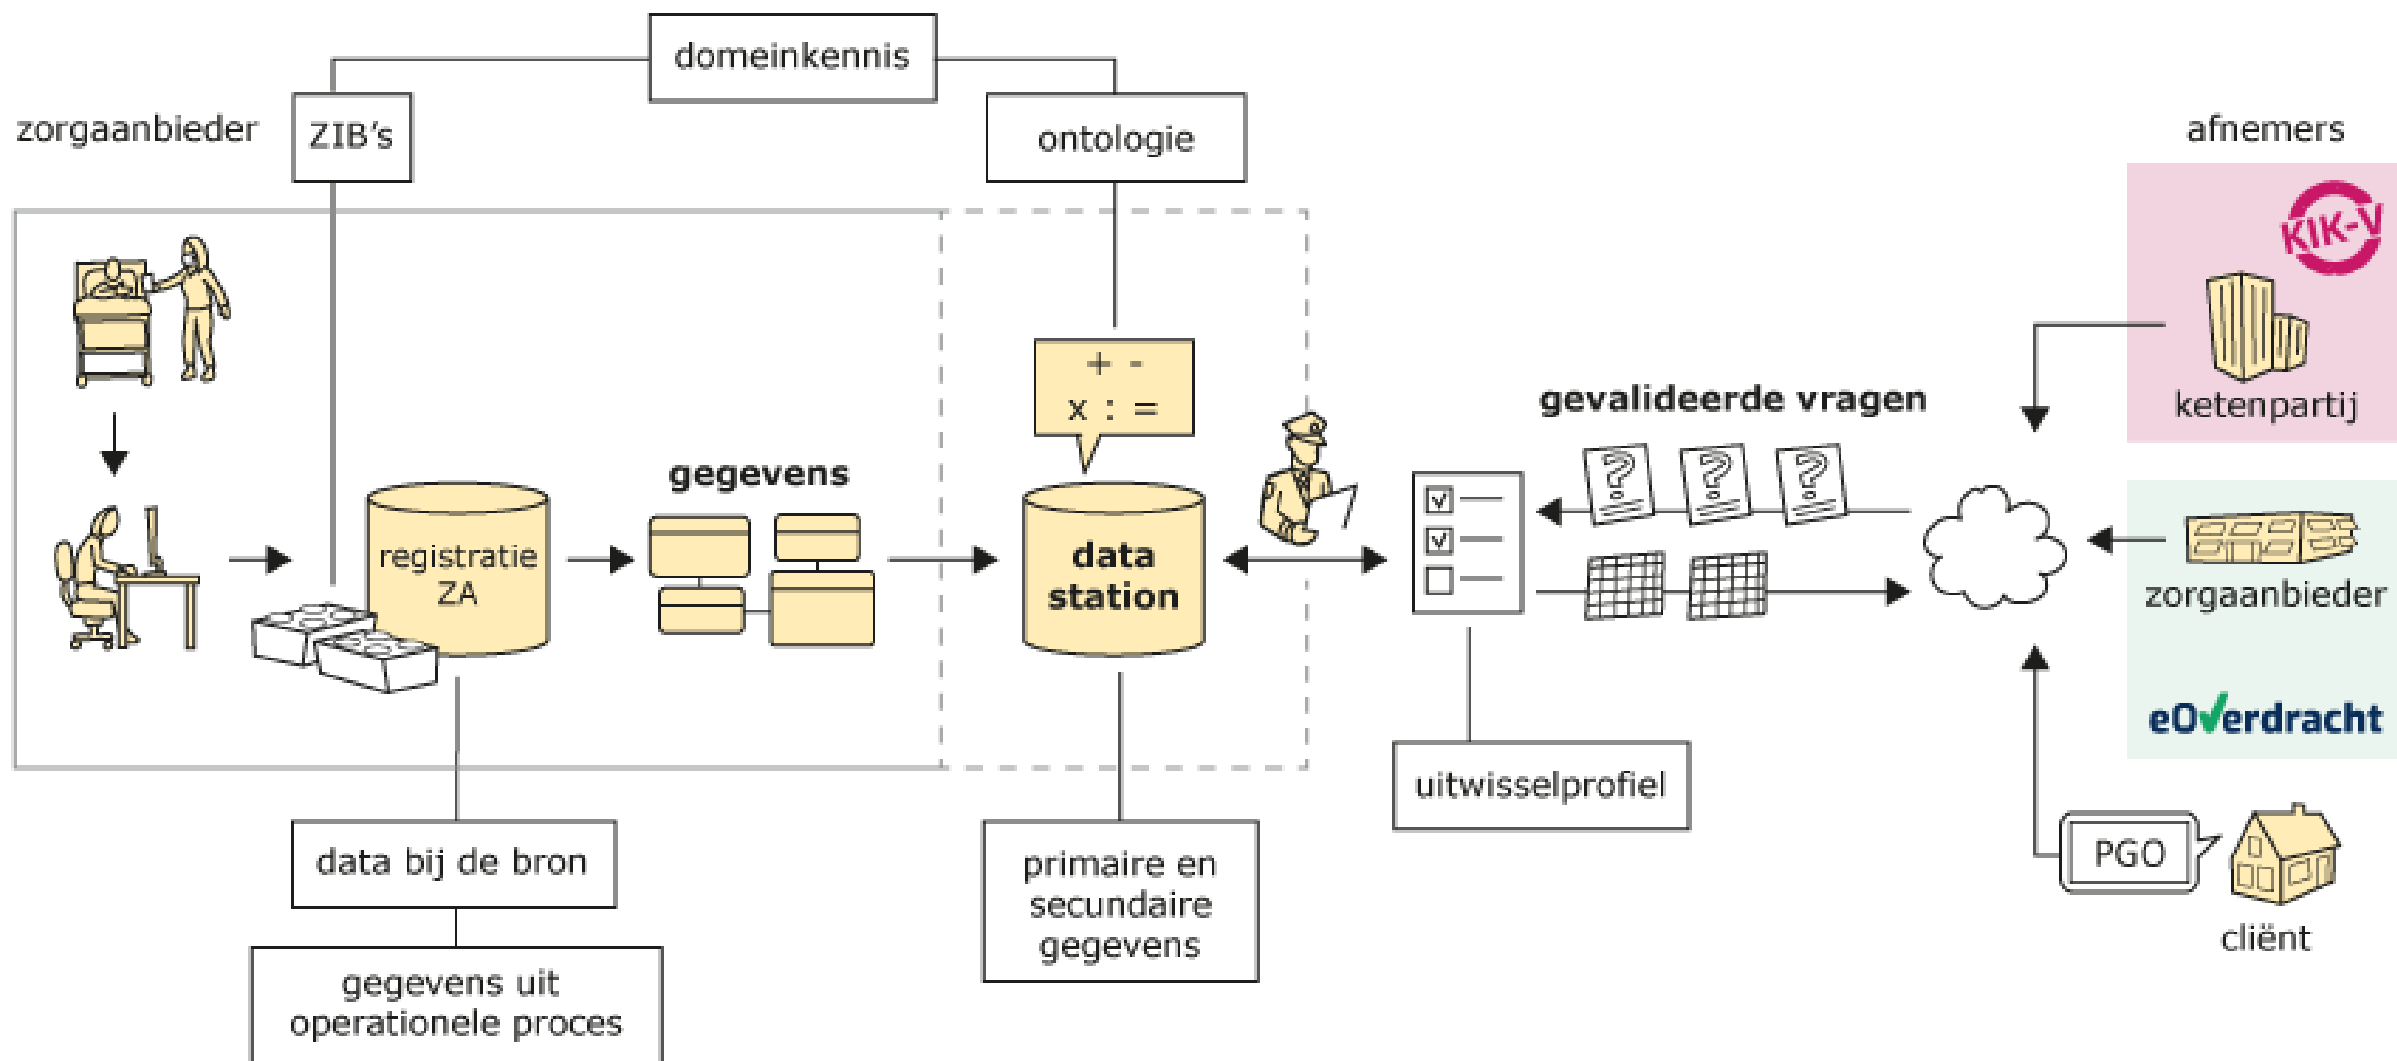 domeinkennis
zorgaanbieder
ZIB's
ontologie
afnemers
KIK-V
+ -
x : =
ketenpartij
gevalideerde vragen
gegevens
registratie
ZA
data
station
zorgaanbieder
eOverdracht
uitwisselprofiel
data bij de bron
primaire en
secundaire
gegevens
PGO
cliënt
gegevens uit
operationele proces